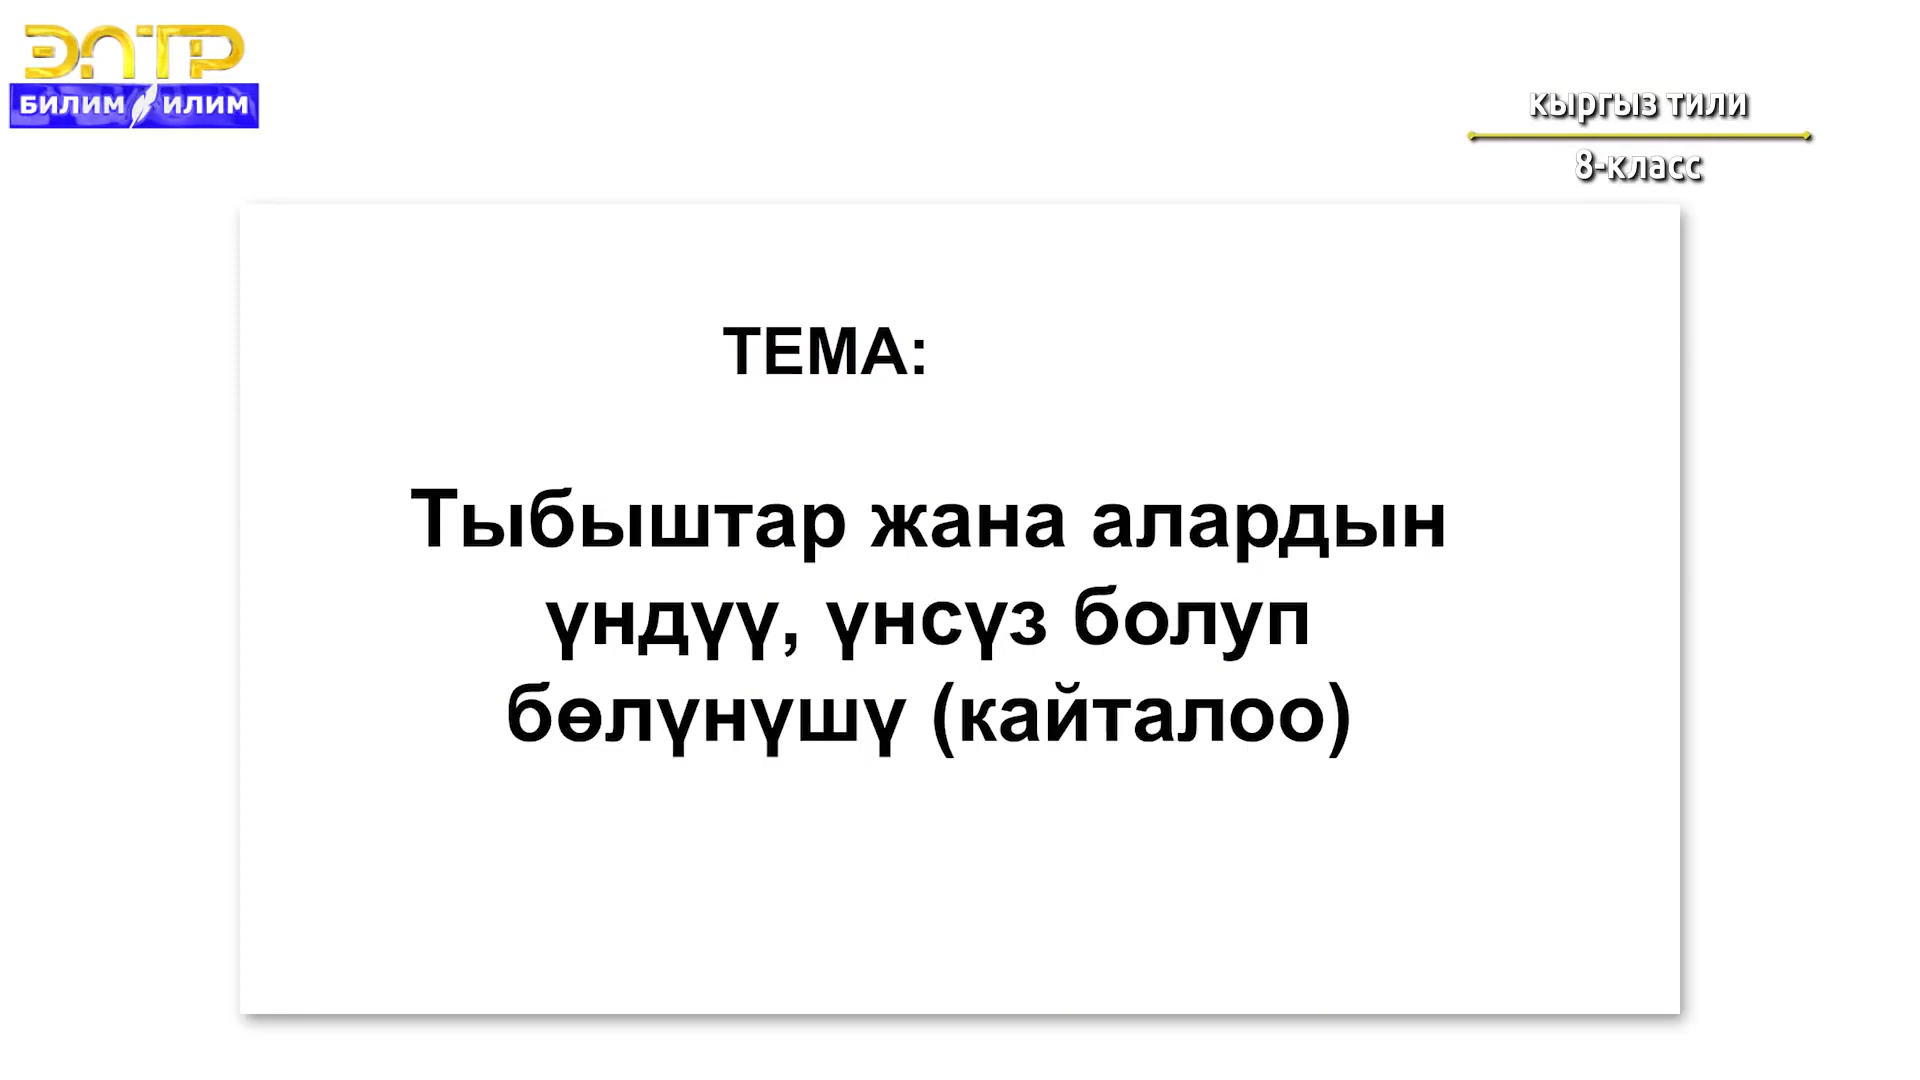 ЭЛТР
БИЛИМ ИЛИМ
кыргыз тили
8-класс
ТЕМА:
Тыбыштар жана алардын
үндүү, үнсүз болуп
бөлүнүшү (кайталоо)